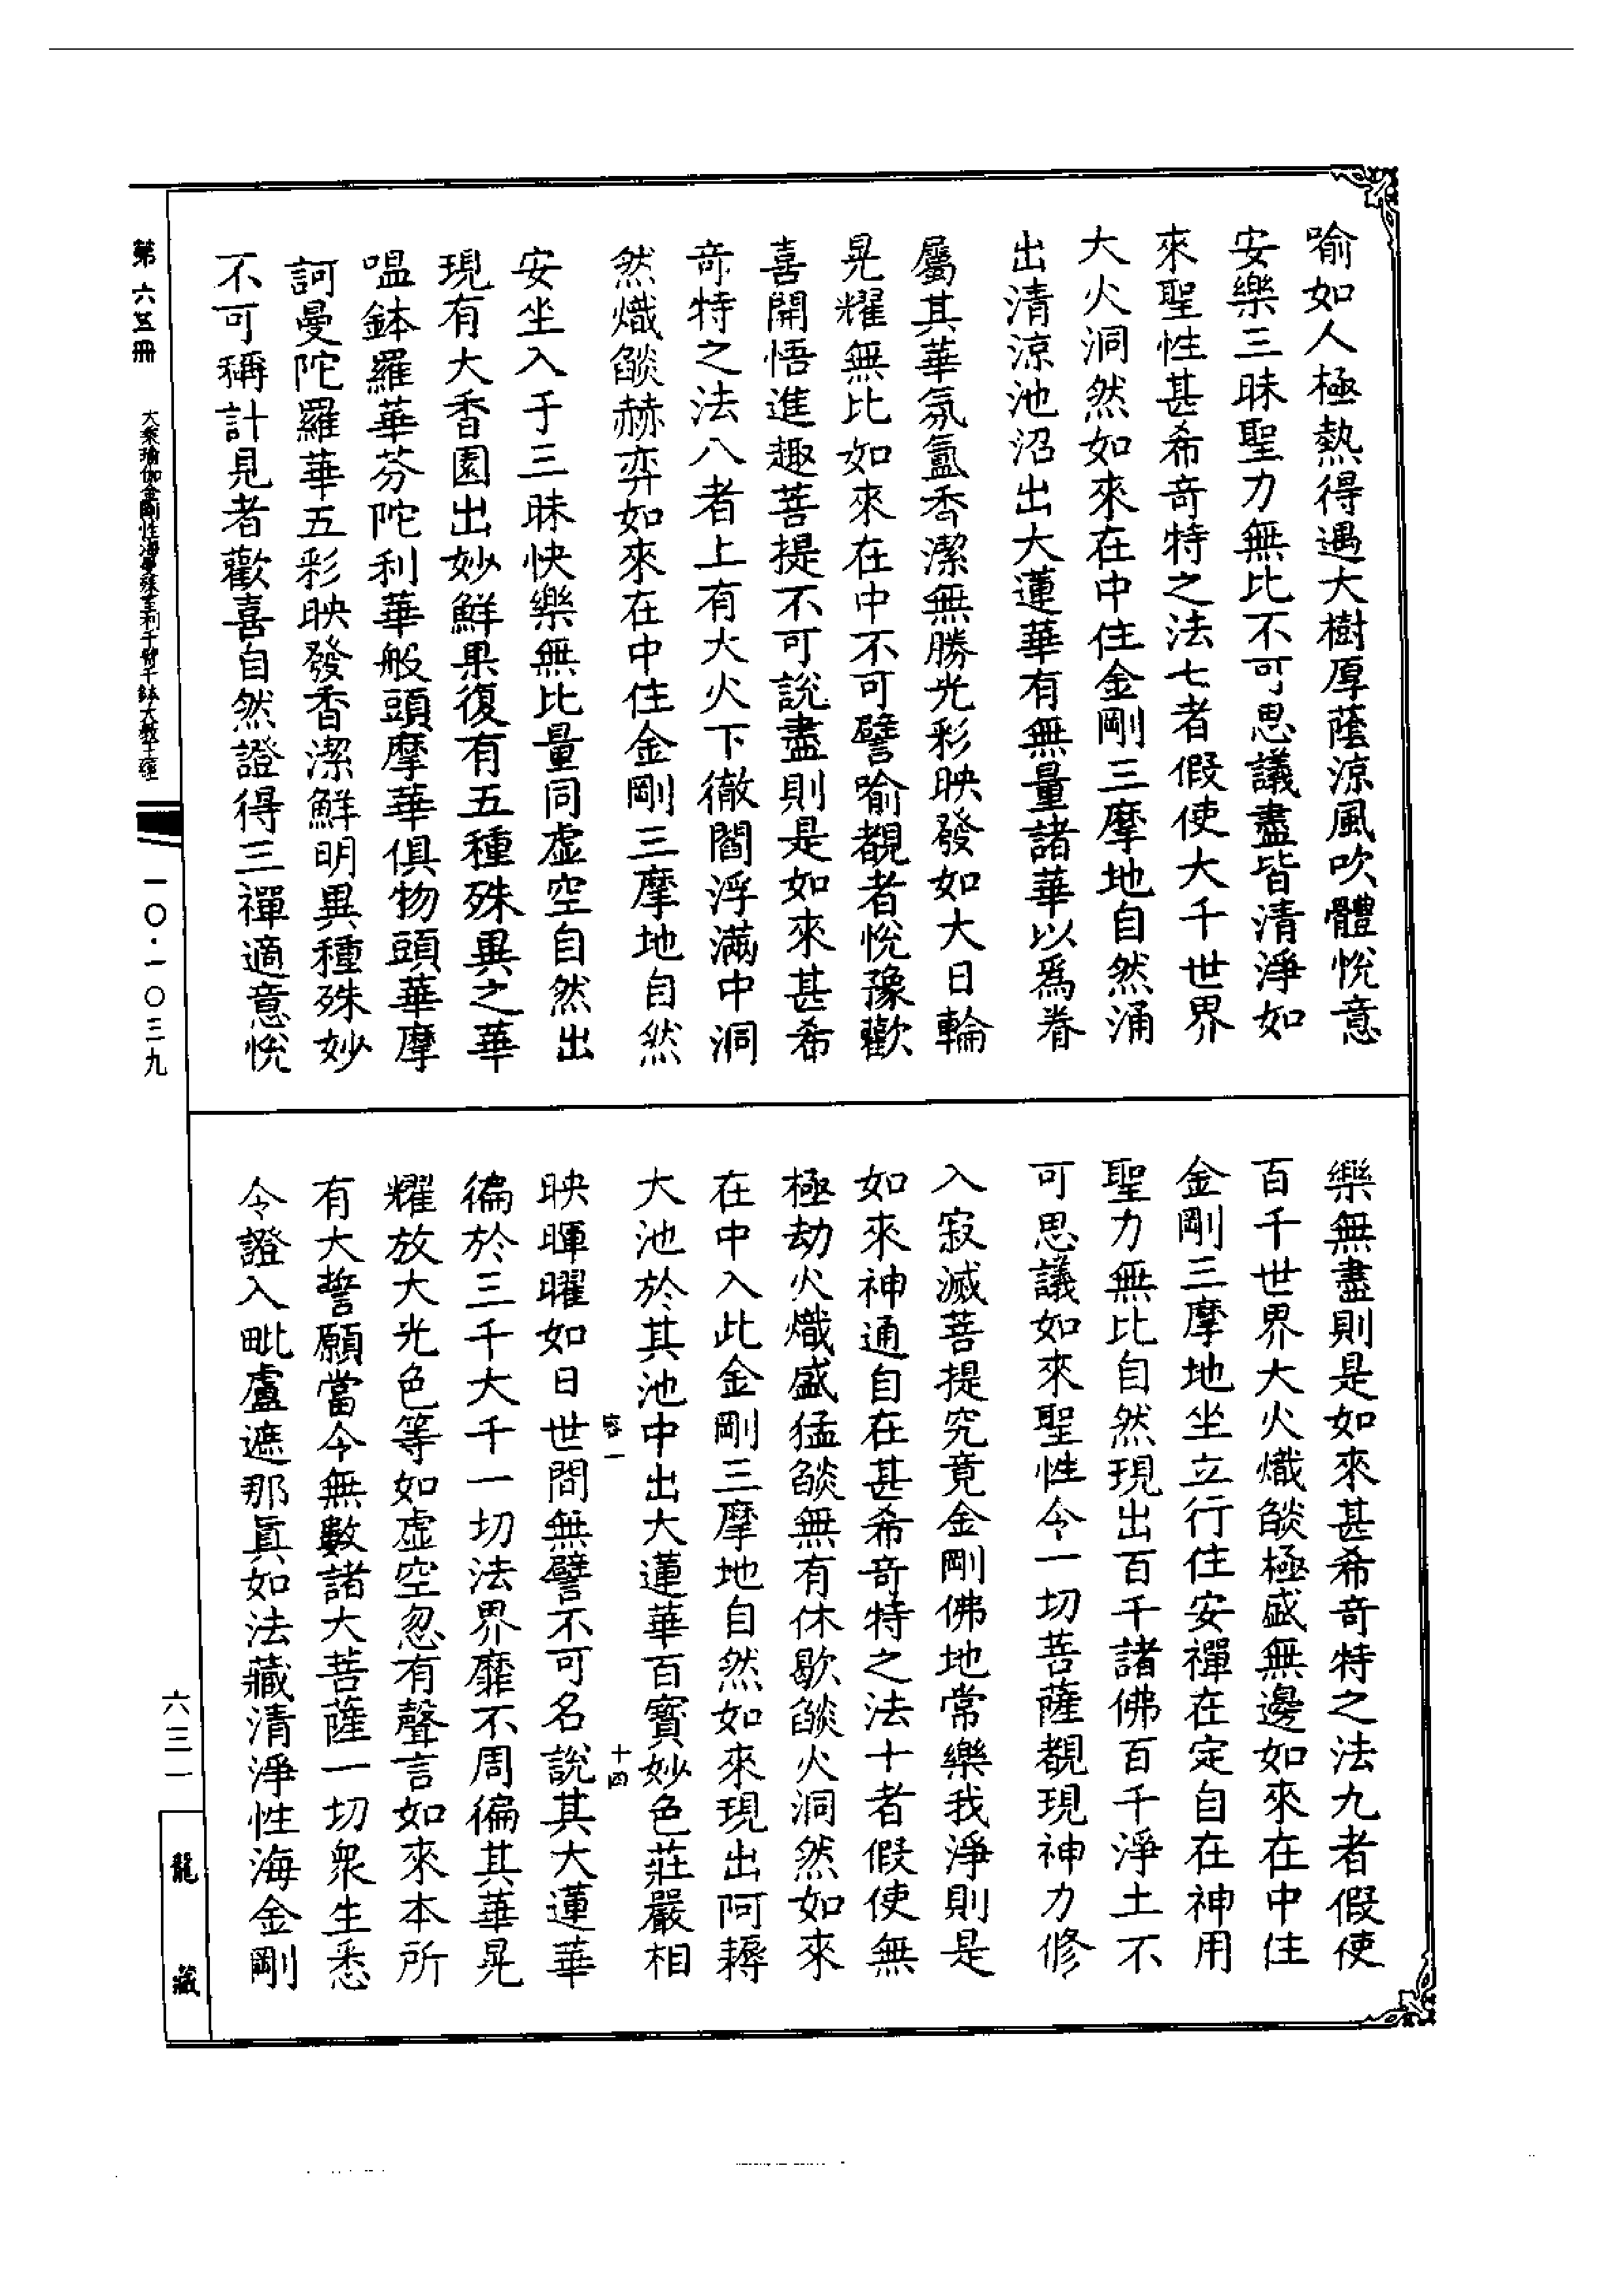 喻如人極熱得遇大樹厚蔭涼風吹體悅意
安樂三昧聖力無比不可思議盡皆清淨如
來聖性甚希奇特之法七者假使大千世界
大火洞然如來在中住金剛三摩地自然涌
出清涼池沼出大蓮華有無量諸華以爲眷
屬其華氛氳香潔無勝光彩映發如大日輪
晃耀無比如來在中不可譬喻覩者悅豫歡
喜開悟進趣菩提不可說盡則是如來甚希
奇特之法八者上有大火下徹閻浮滿中洞
然熾燄赫弈如來在中住金剛三摩地自然
安坐入于三昧快樂無比量同虛空自然出
現有大香園出妙鮮果復有五種殊異之華
嗢鉢羅華芬陀利華般頭摩華俱物頭華摩
訶曼陀羅華五彩映發香潔鮮明異種殊妙
不可稱計見者歡喜自然證得三禪適意悅
樂無盡則是如來甚希奇特之法九者假使
百千世界大火熾燄極盛無邊如來在中住
金剛三摩地坐立行住安禪在定自在神用
聖力無比自然現出百千諸佛百千淨土不
可思議如來聖性令一切菩薩覩現神力修
入寂滅菩提究竟金剛佛地常樂我淨則是
如來神通自在甚希奇特之法十者假使無
極劫火熾盛猛燄無有休歇燄火洞然如來
在中入此金剛三摩地自然如來現出阿耨
大池於其池中出大蓮華百寶妙色莊嚴相
十四
映暉曜如日世間無譬不可名說其大蓮華
徧於三千大千一切法界靡不周徧其華晃
耀放大光色等如虛空忽有聲言如來本所
有大誓願當令無數諸大菩薩一切衆生悉
令證入毗盧遮那眞如法藏清淨性海金剛
第六三冊
大乘瑜伽金剛性海曼殊室利千臂千鉢大教王經
一〇·一〇三九
六三一
龍藏